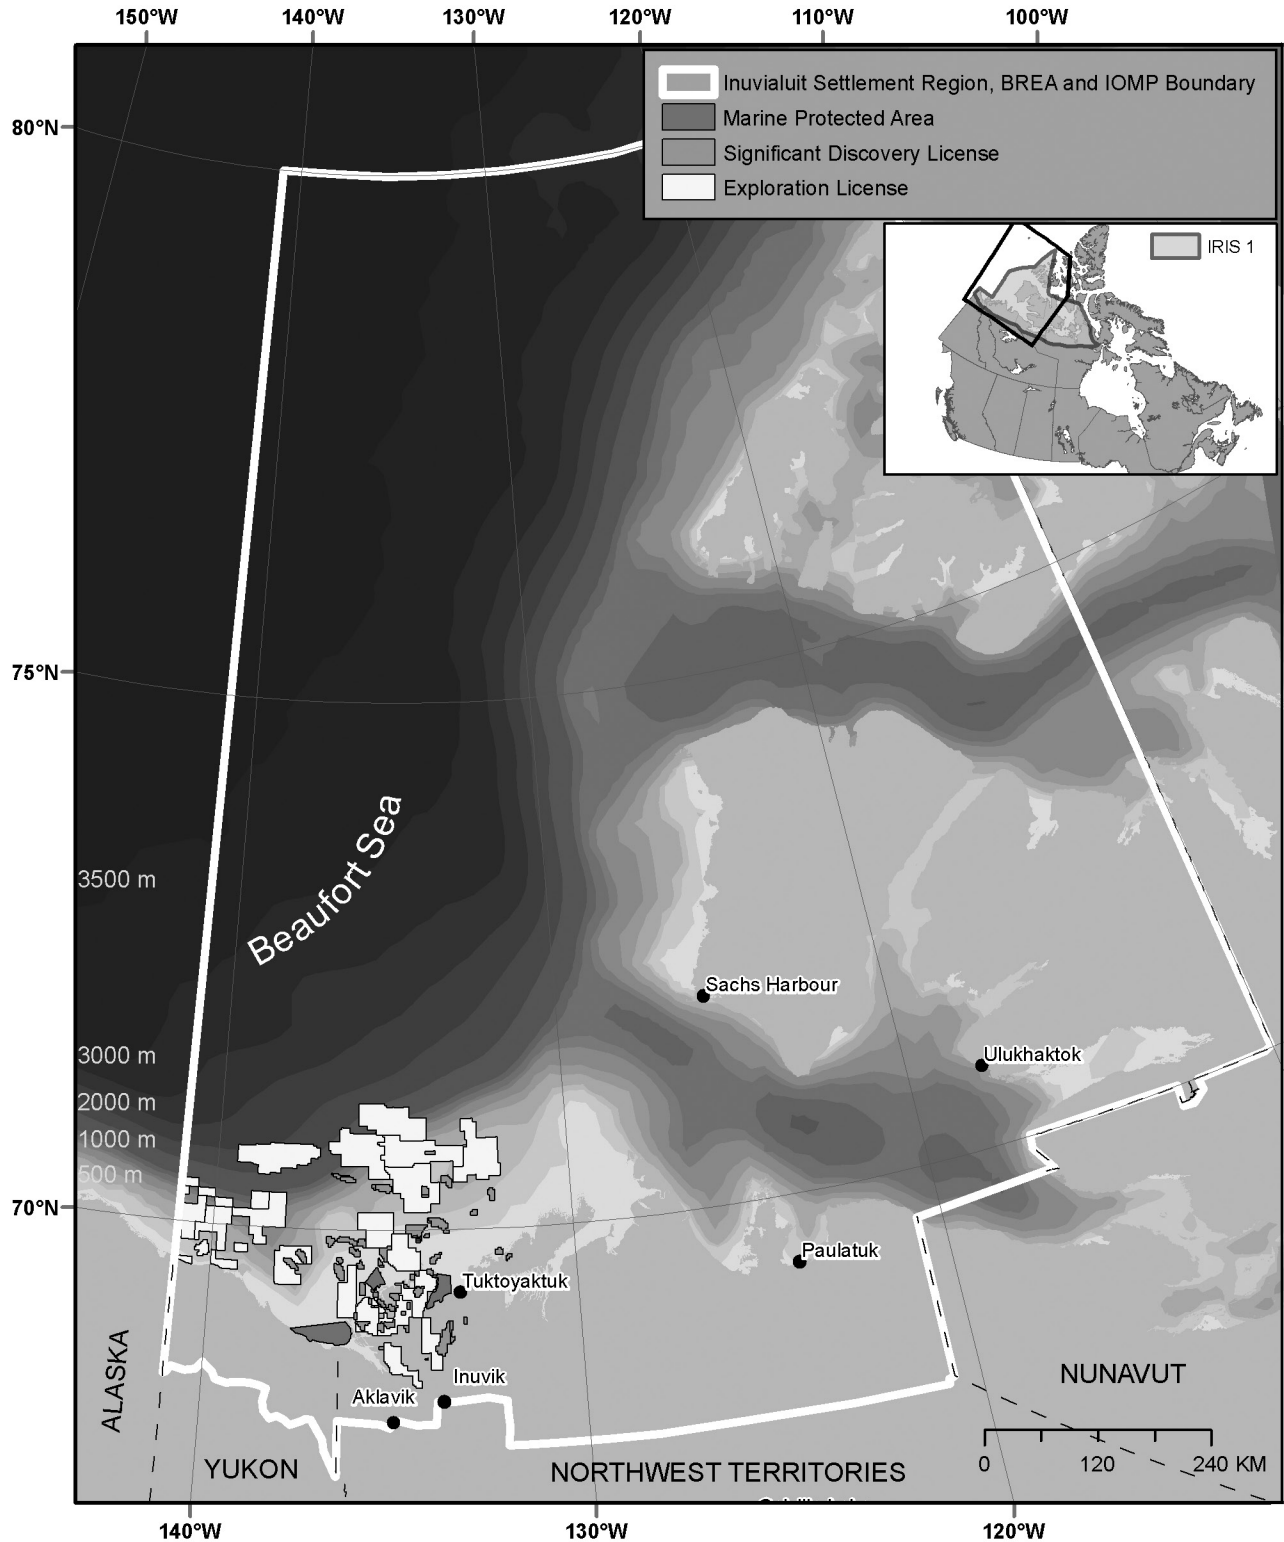 150°W 140°W 130°W 120°W 110°W 100°W
80°N
Inuvialuit Settlement Region, BREA and IOMP Boundary
Marine Protected Area
Significant Discovery License
Exploration License
IRIS 1
75°N
Beaufort Sea
3500 m
Sachs Harbour
3000 m
Ulukhaktok
2000 m
1000 m
500 m
70°N
Paulatuk
Tuktoyaktuk
ALASKA
Inuvik
Aklavik
NUNAVUT
YUKON
NORTHWEST TERRITORIES
0 120 240 KM
140°W 130°W 120°W